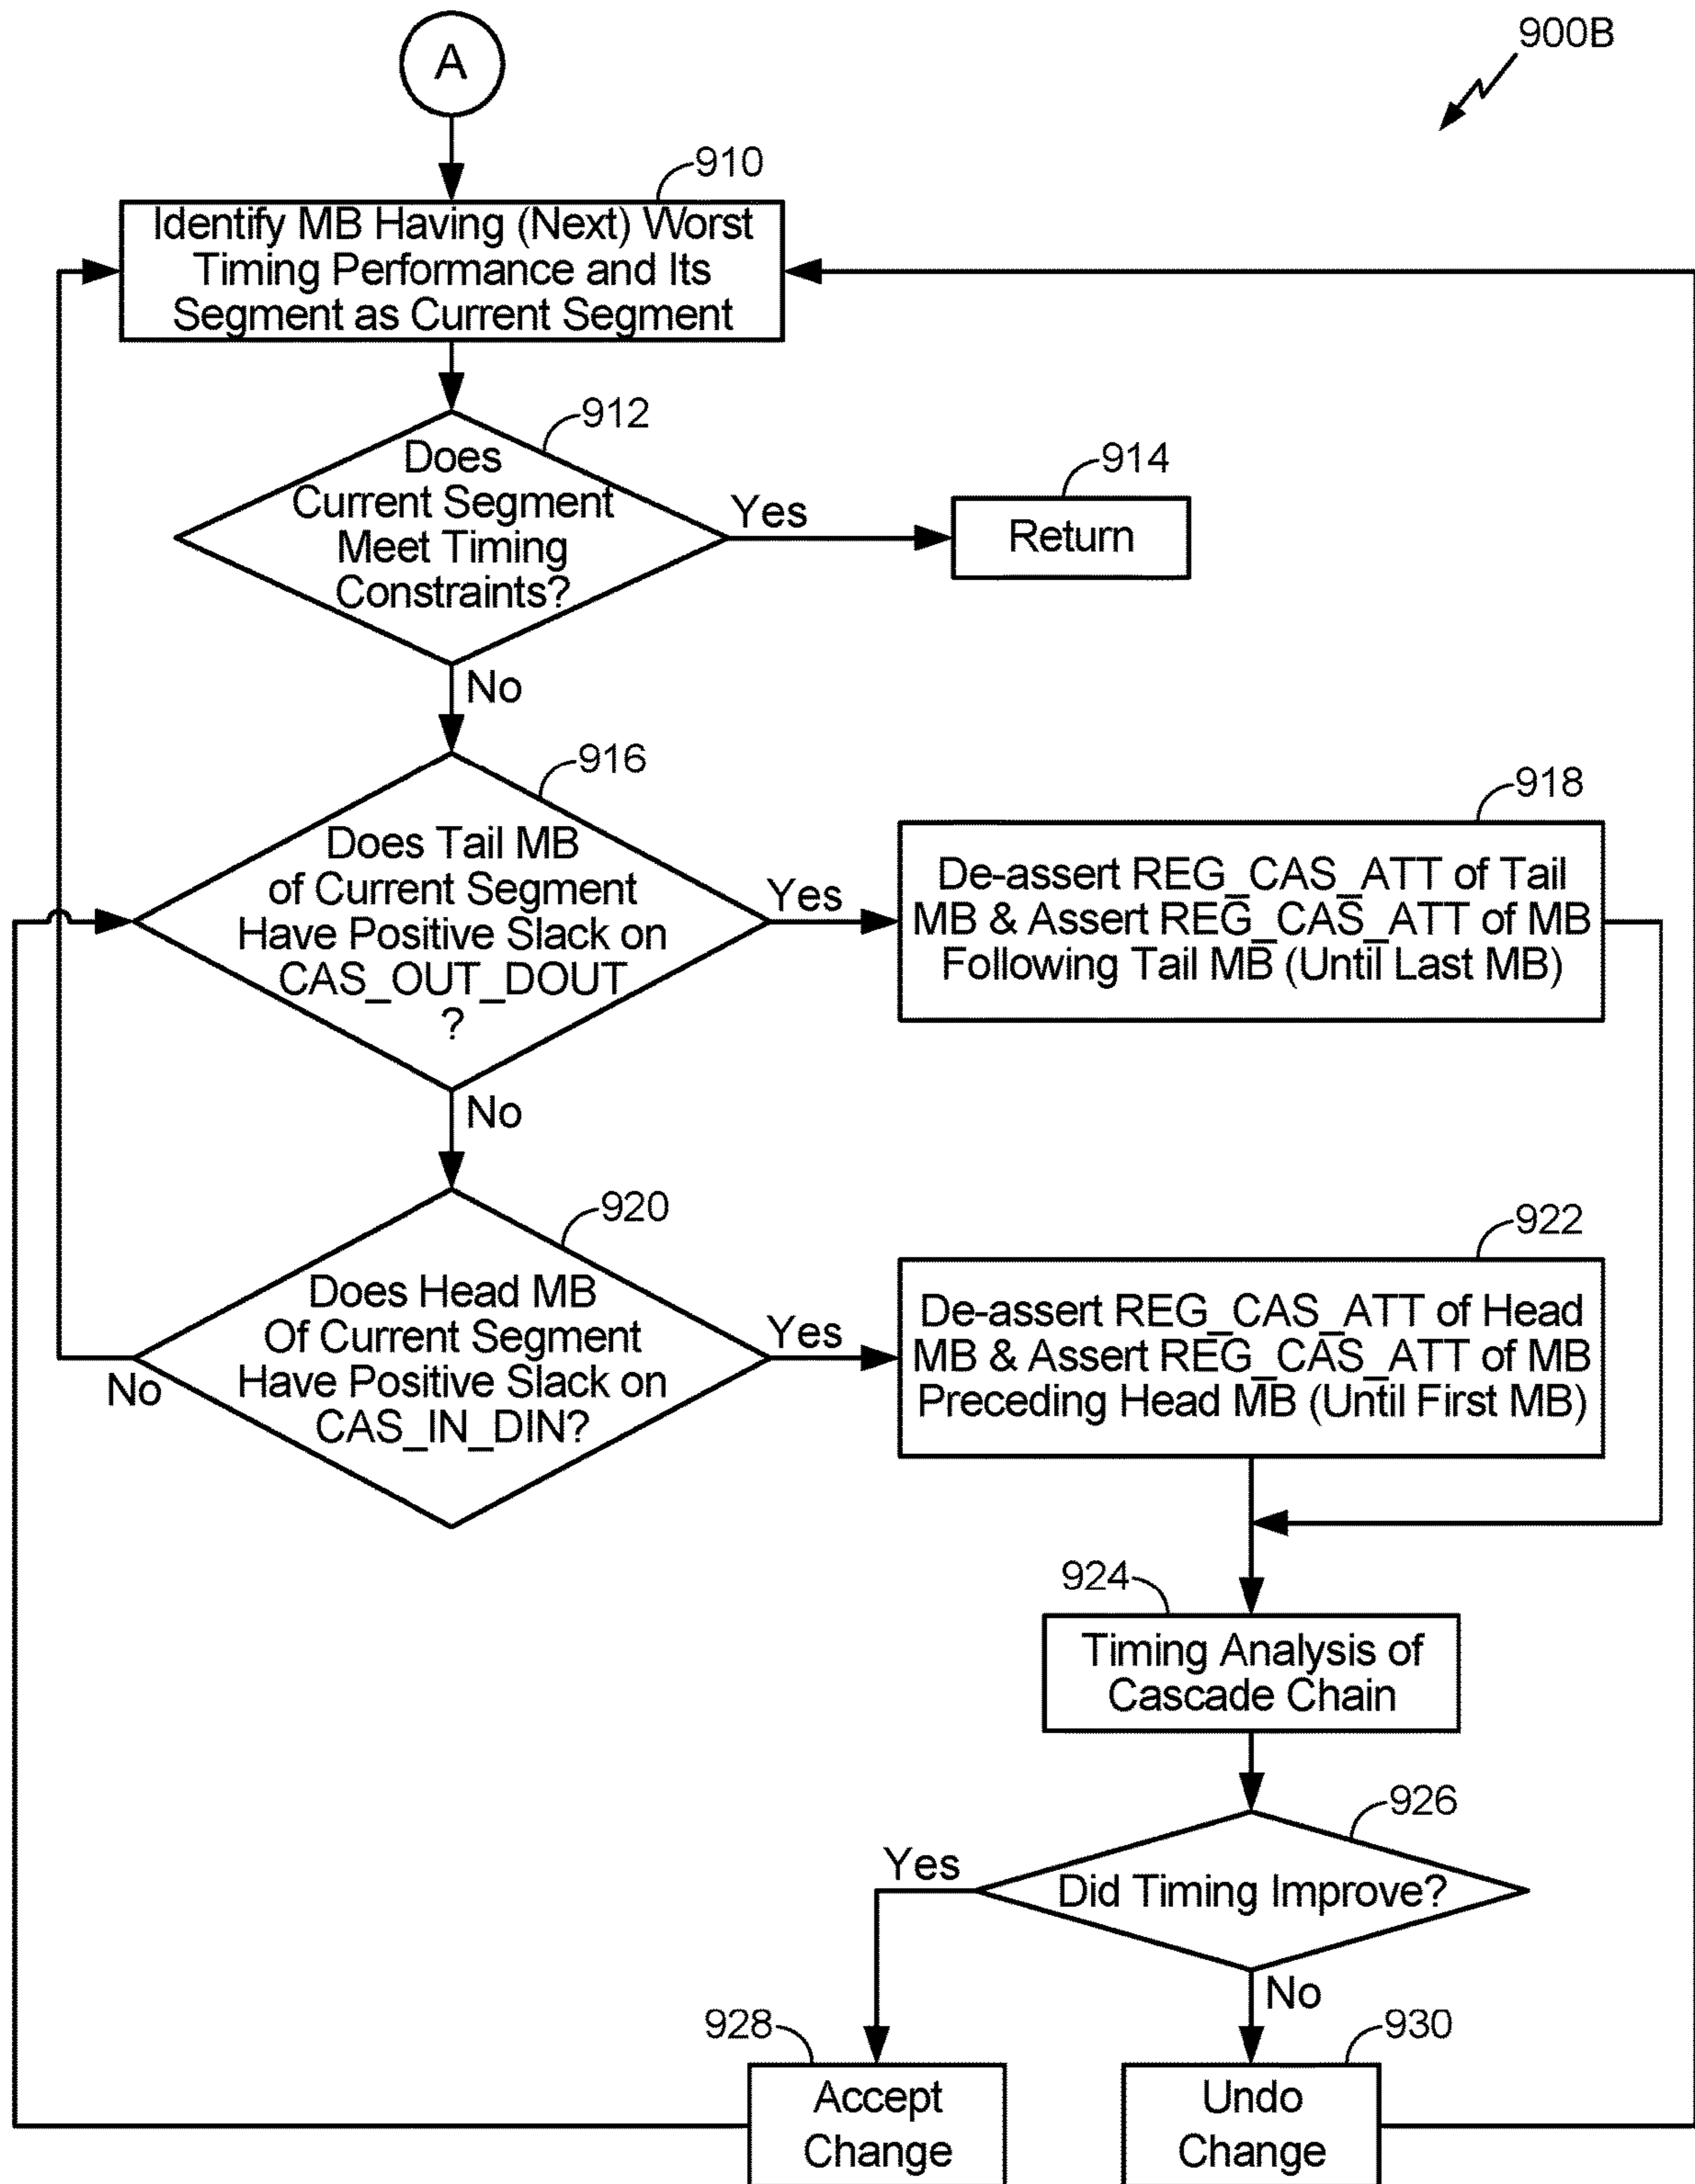 A
900B
910
Identify MB Having (Next) Worst
Timing Performance and Its
Segment as Current Segment
912
Does
Current Segment
Meet Timing
Constraints?
Yes
914
Return
No
916
Does Tail MB
of Current Segment
Have Positive Slack on
CAS_OUT_DOUT
?
Yes
918
De-assert REG_CAS_ATT of Tail
MB & Assert REG_CAS_ATT of MB
Following Tail MB (Until Last MB)
No
920
Does Head MB
Of Current Segment
Have Positive Slack on
CAS_IN_DIN?
No
Yes
922
De-assert REG_CAS_ATT of Head
MB & Assert REG_CAS_ATT of MB
Preceding Head MB (Until First MB)
924
Timing Analysis of
Cascade Chain
926
Did Timing Improve?
Yes
No
928
Accept
Change
930
Undo
Change